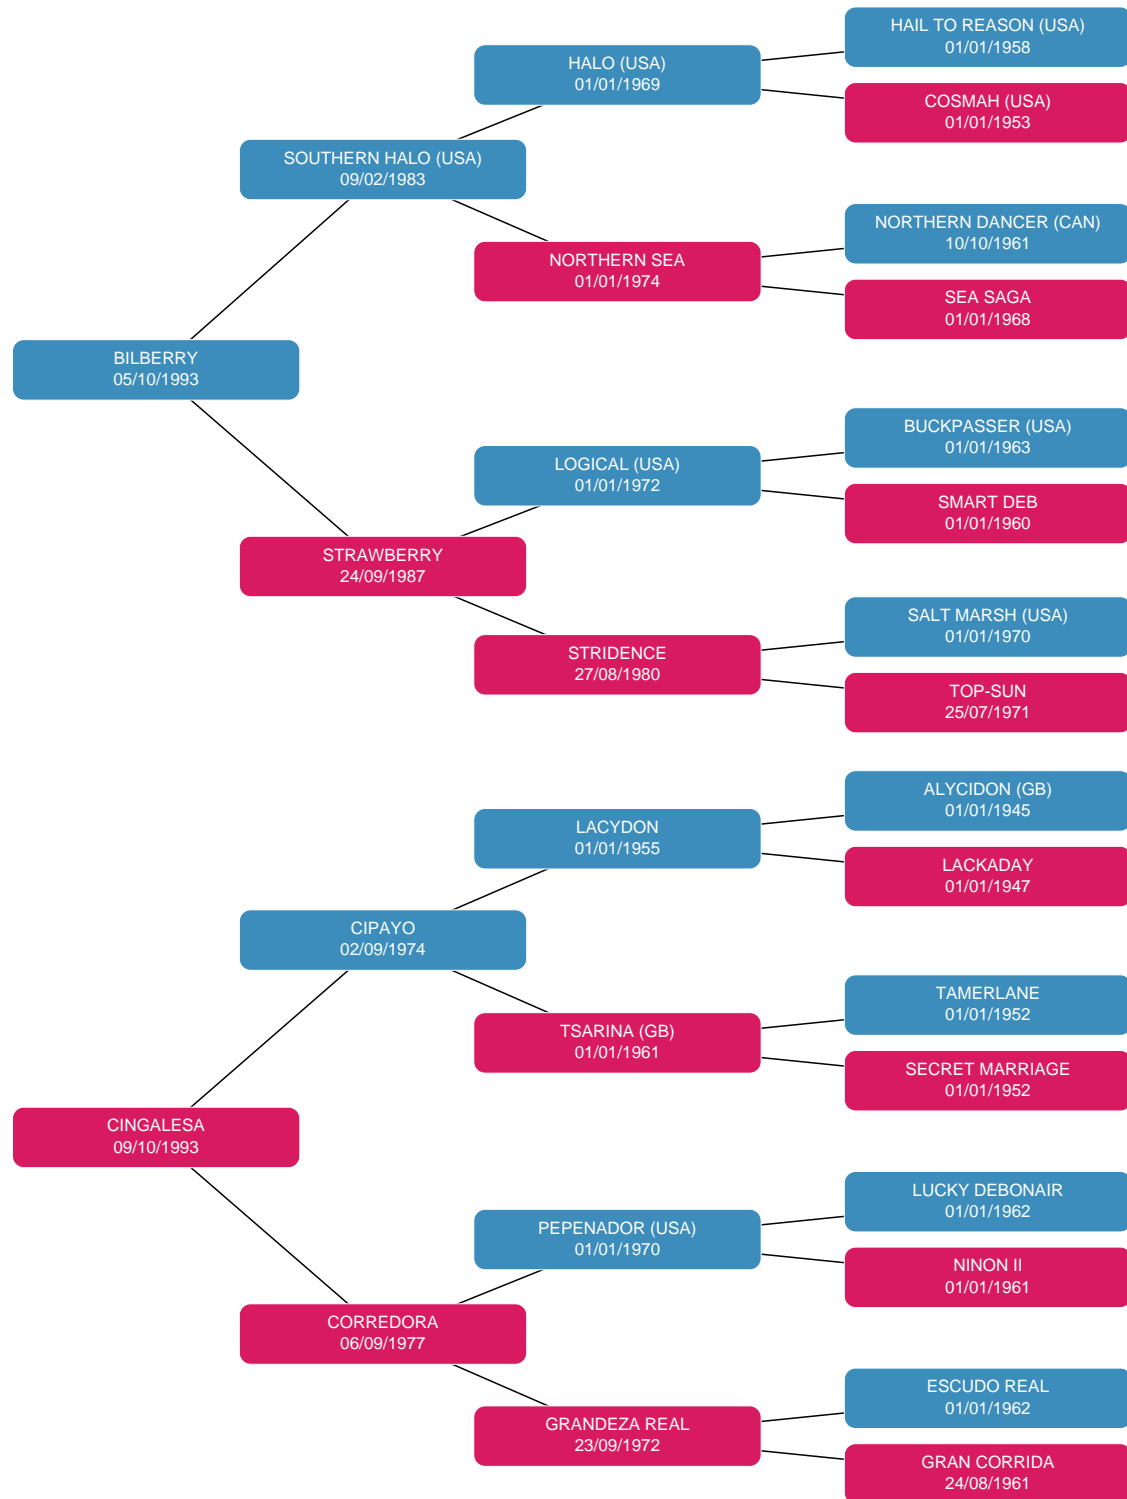 HAIL TO REASON (USA)
01/01/1958
HALO (USA)
01/01/1969
COSMAH (USA)
01/01/1953
SOUTHERN HALO (USA)
09/02/1983
NORTHERN DANCER (CAN)
10/10/1961
NORTHERN SEA
01/01/1974
SEA SAGA
01/01/1968
BILBERRY
05/10/1993
BUCKPASSER (USA)
01/01/1963
LOGICAL (USA)
01/01/1972
SMART DEB
01/01/1960
STRAWBERRY
24/09/1987
SALT MARSH (USA)
01/01/1970
STRIDENCE
27/08/1980
TOP-SUN
25/07/1971
ALYCIDON (GB)
01/01/1945
LACYDON
01/01/1955
LACKADAY
01/01/1947
CIPAYO
02/09/1974
TAMERLANE
01/01/1952
TSARINA (GB)
01/01/1961
SECRET MARRIAGE
01/01/1952
CINGALESA
09/10/1993
LUCKY DEBONAIR
01/01/1962
PEPENADOR (USA)
01/01/1970
NINON II
01/01/1961
CORREDORA
06/09/1977
ESCUDO REAL
01/01/1962
GRANDEZA REAL
23/09/1972
GRAN CORRIDA
24/08/1961